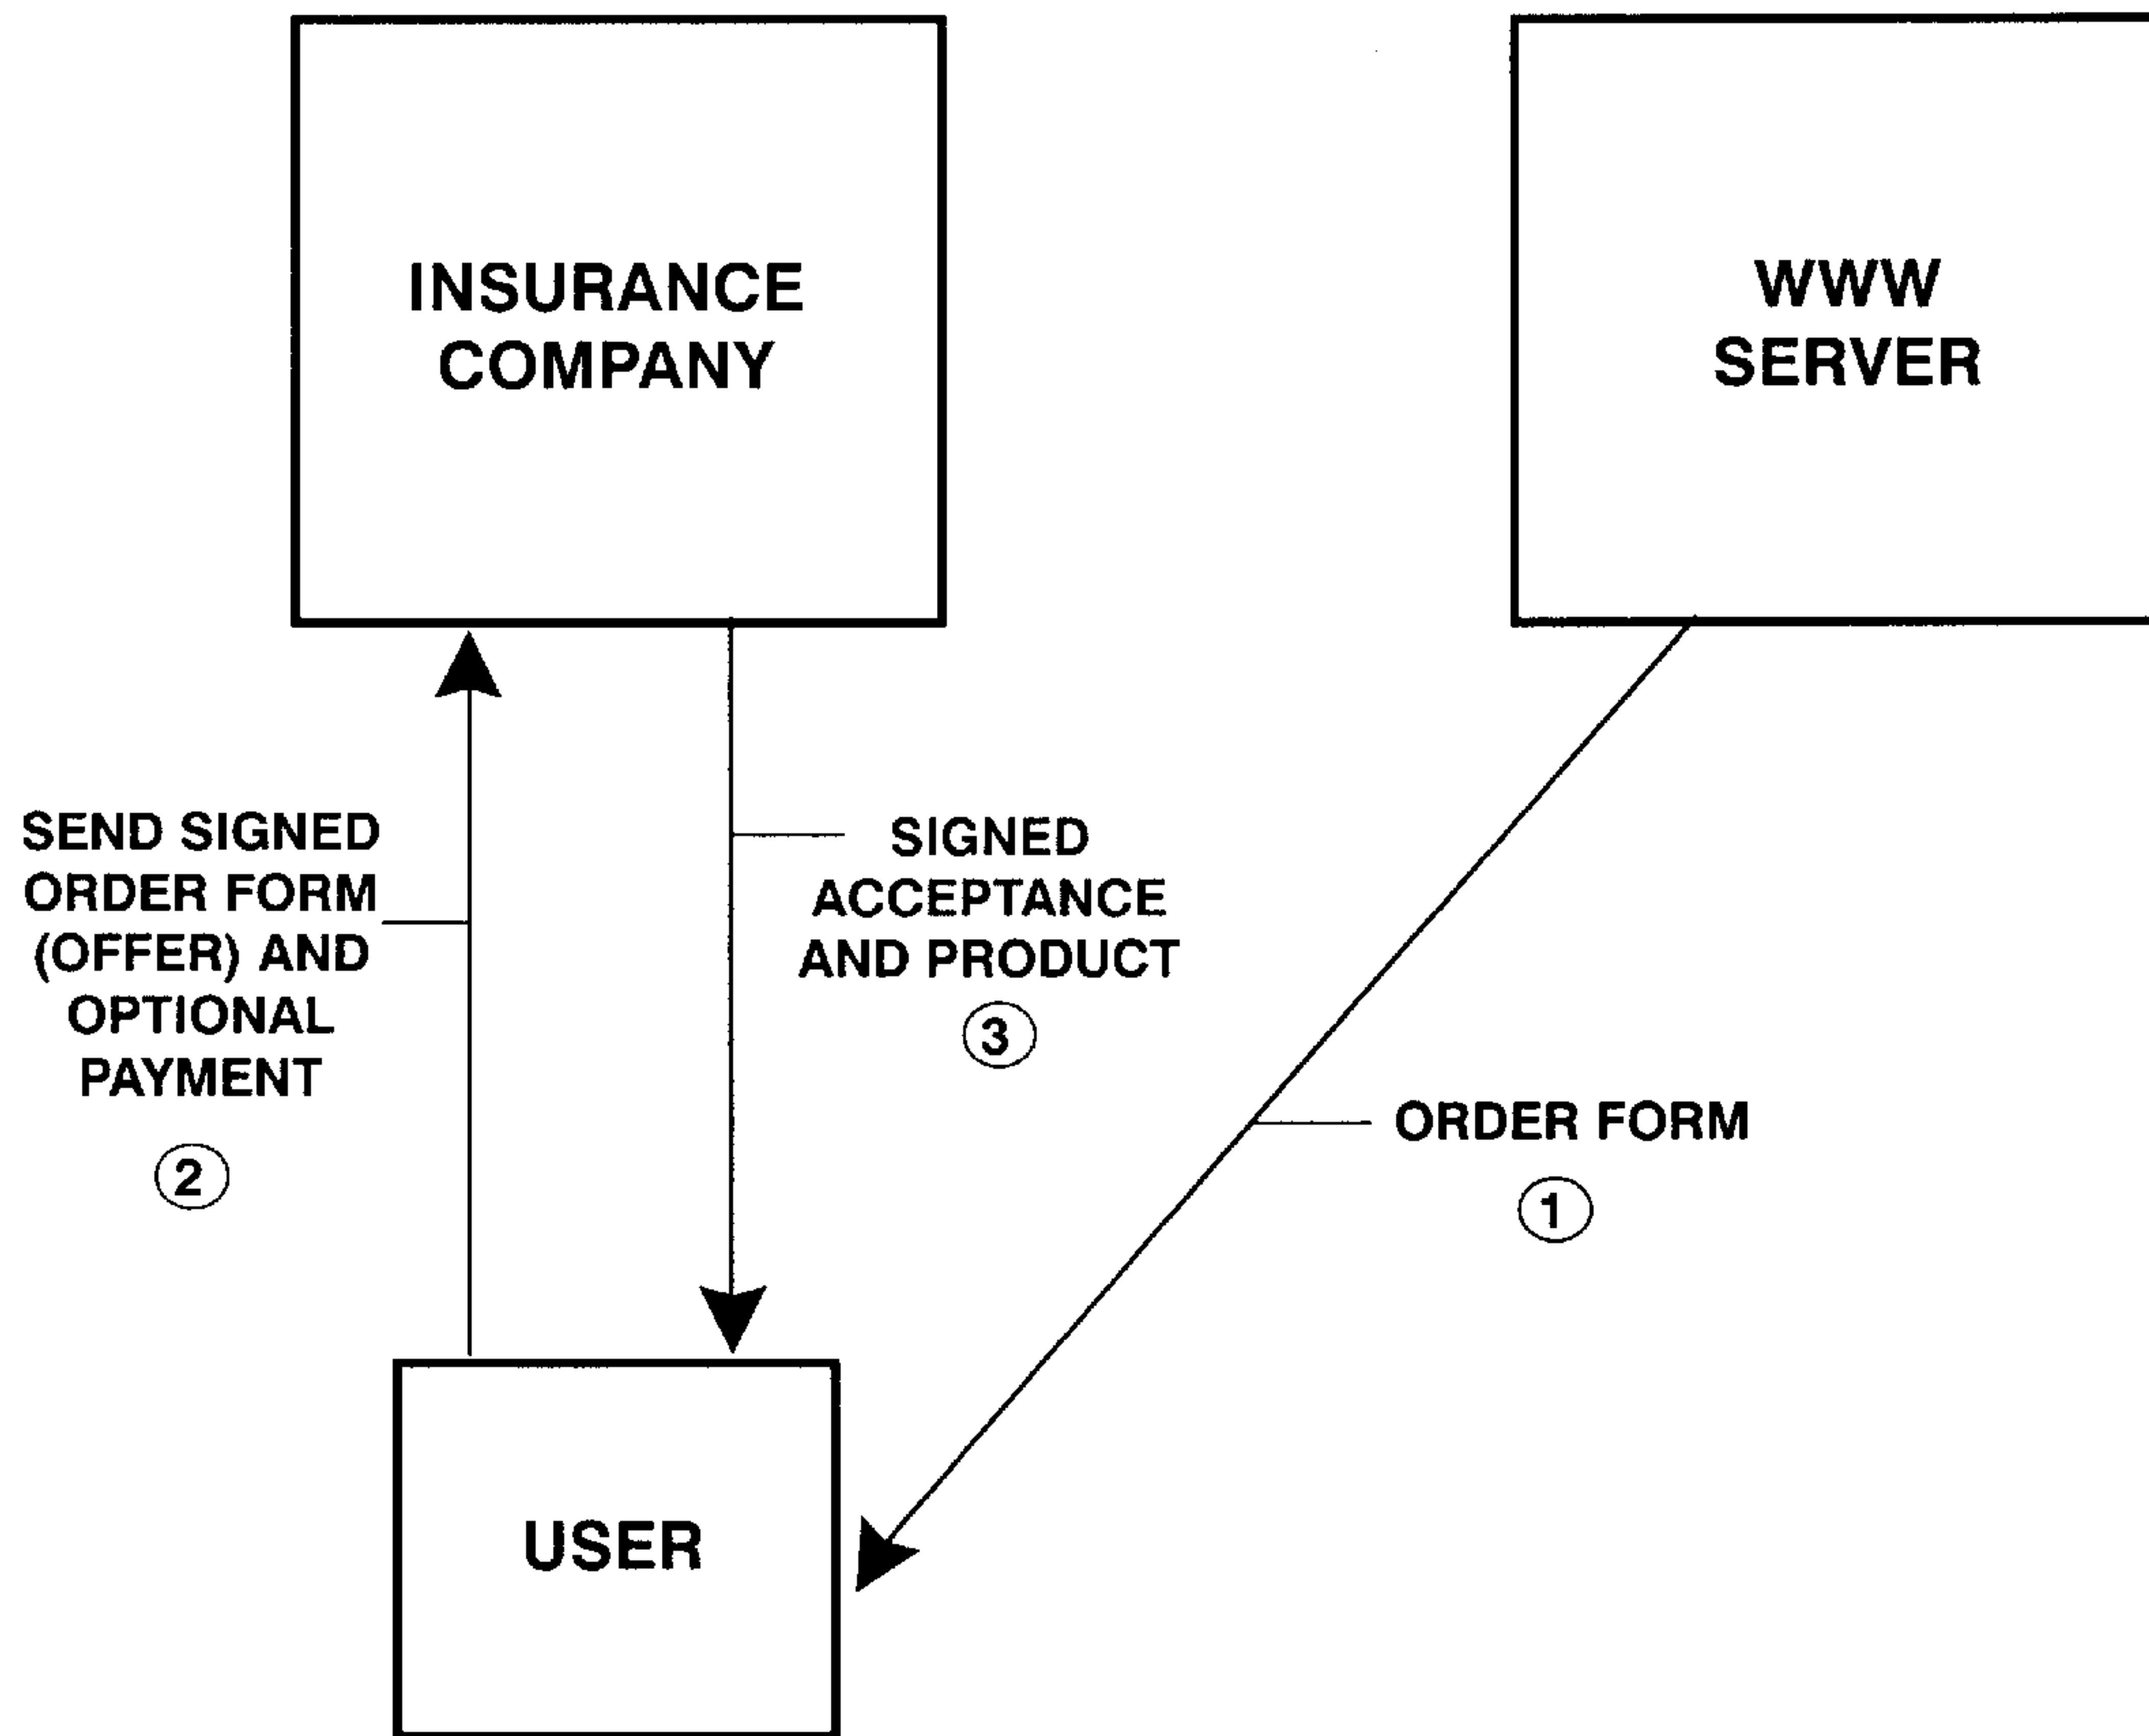 INSURANCE
COMPANY
WWW
SERVER
SEND SIGNED
ORDER FORM
(OFFER) AND
OPTIONAL
PAYMENT
2
SIGNED
ACCEPTANCE
AND PRODUCT
3
ORDER FORM
1
USER